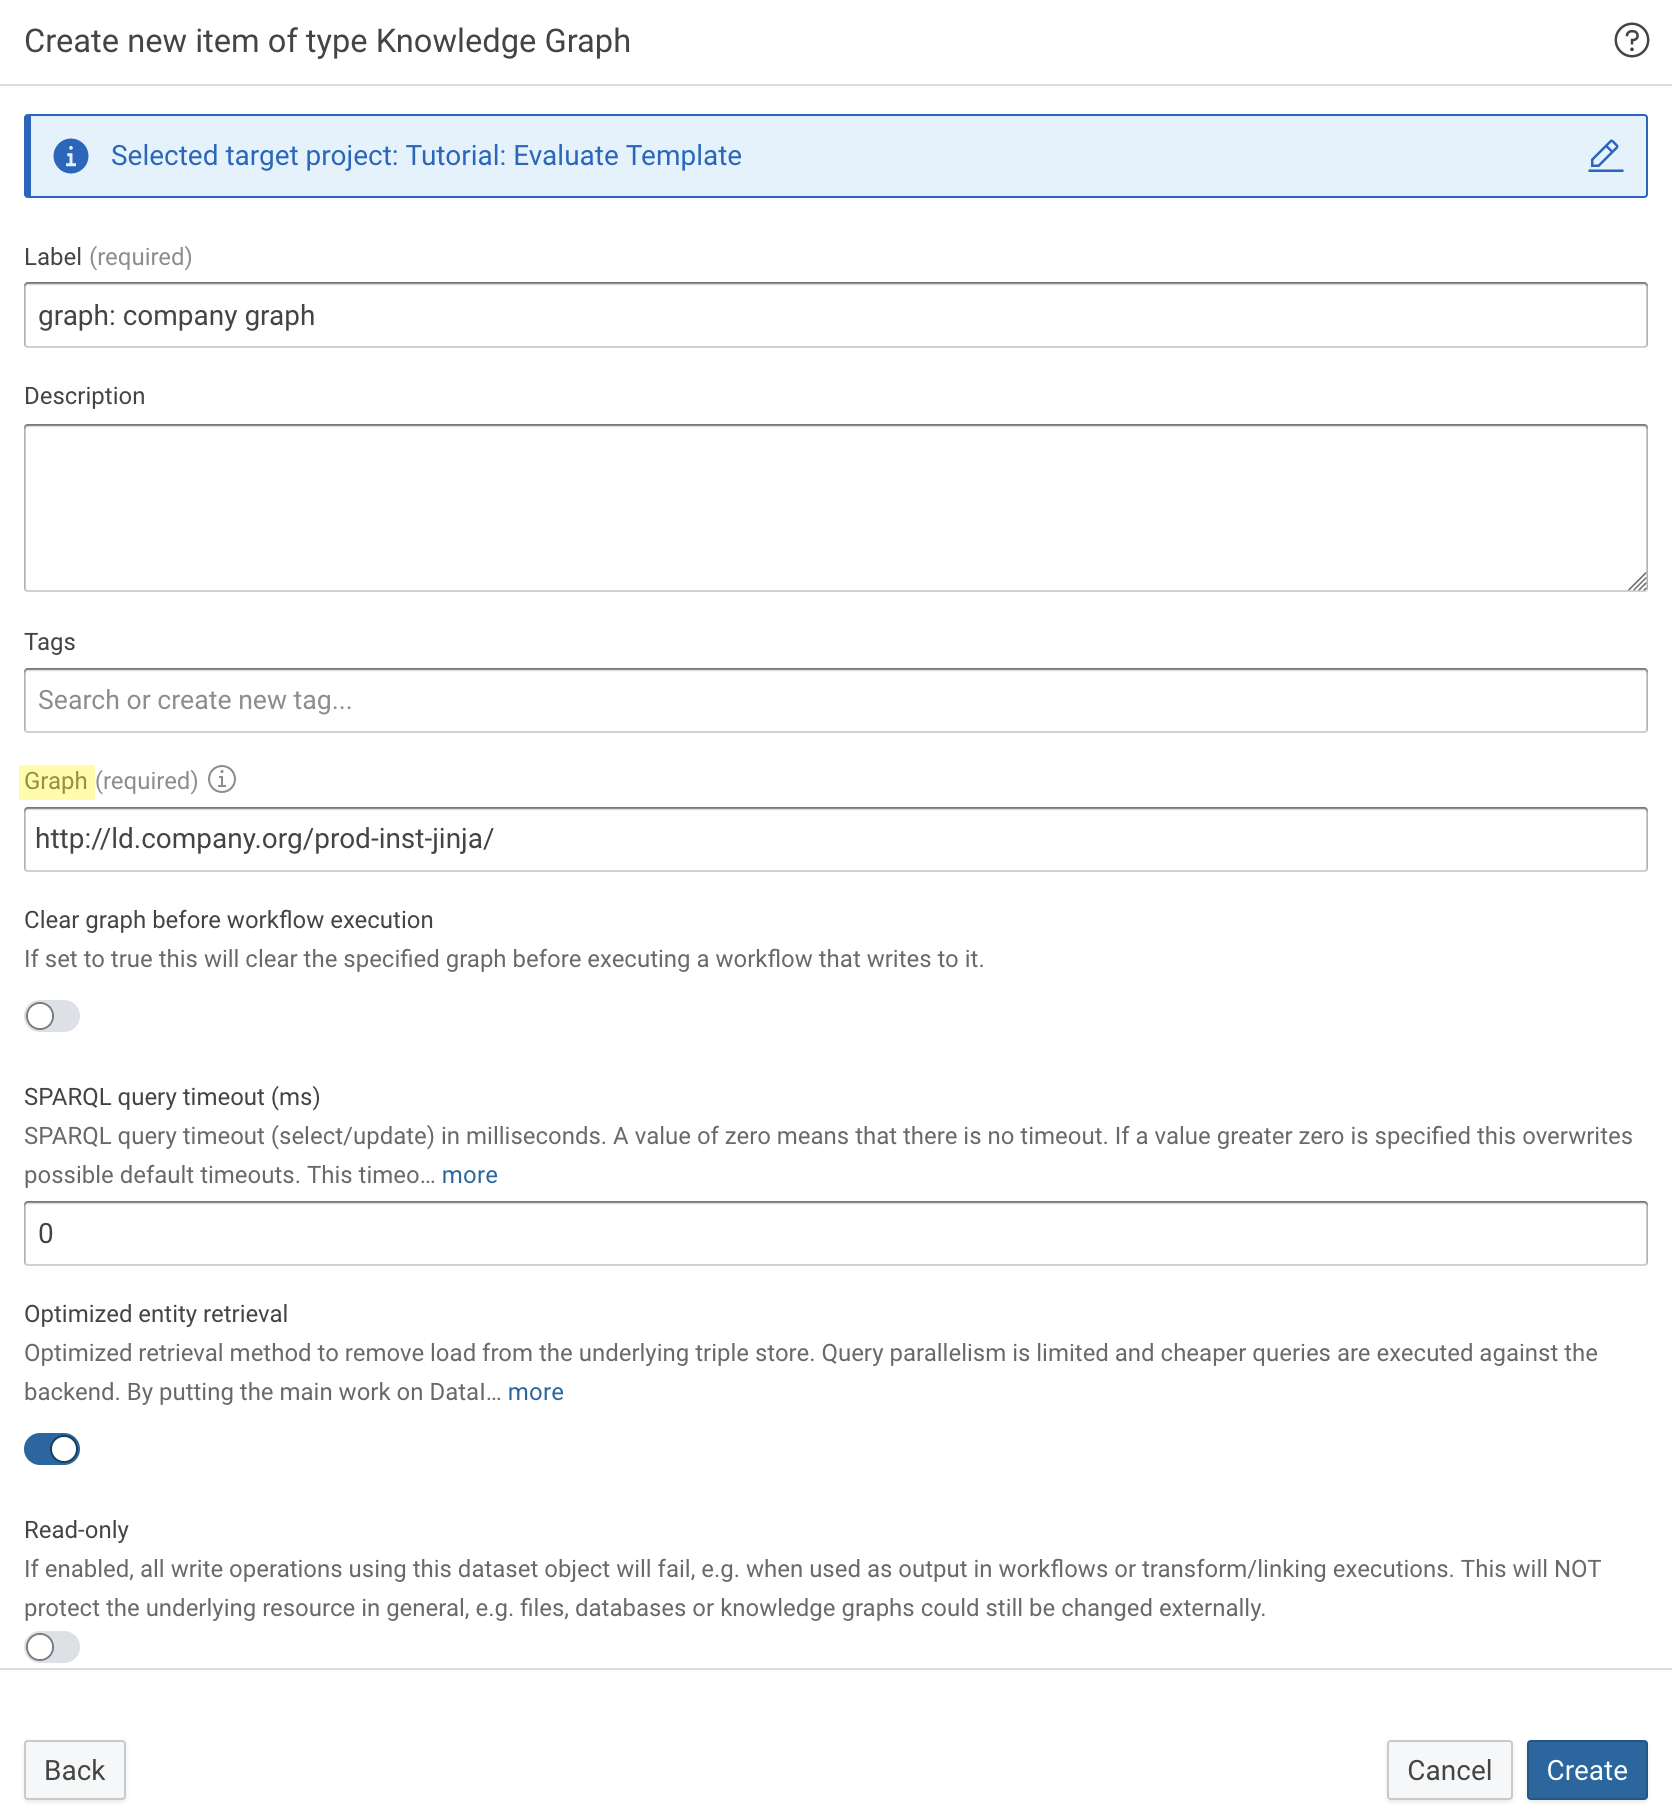 Create new item of type Knowledge Graph
Selected target project: Tutorial: Evaluate Template
Label (required)
graph: company graph
Description
Tags
Search or create new tag...
Graph (required)
http://ld.company.org/prod-inst-jinja/
Clear graph before workflow execution
If set to true this will clear the specified graph before executing a workflow that writes to it.
SPARQL query timeout (ms)
SPARQL query timeout (select/update) in milliseconds. A value of zero means that there is no timeout. If a value greater zero is specified this overwrites
possible default timeouts. This timeo... more
0
Optimized entity retrieval
Optimized retrieval method to remove load from the underlying triple store. Query parallelism is limited and cheaper queries are executed against the
backend. By putting the main work on DataI... more
Read-only
If enabled, all write operations using this dataset object will fail, e.g. when used as output in workflows or transform/linking executions. This will NOT
protect the underlying resource in general, e.g. files, databases or knowledge graphs could still be changed externally.
Back
Cancel
Create